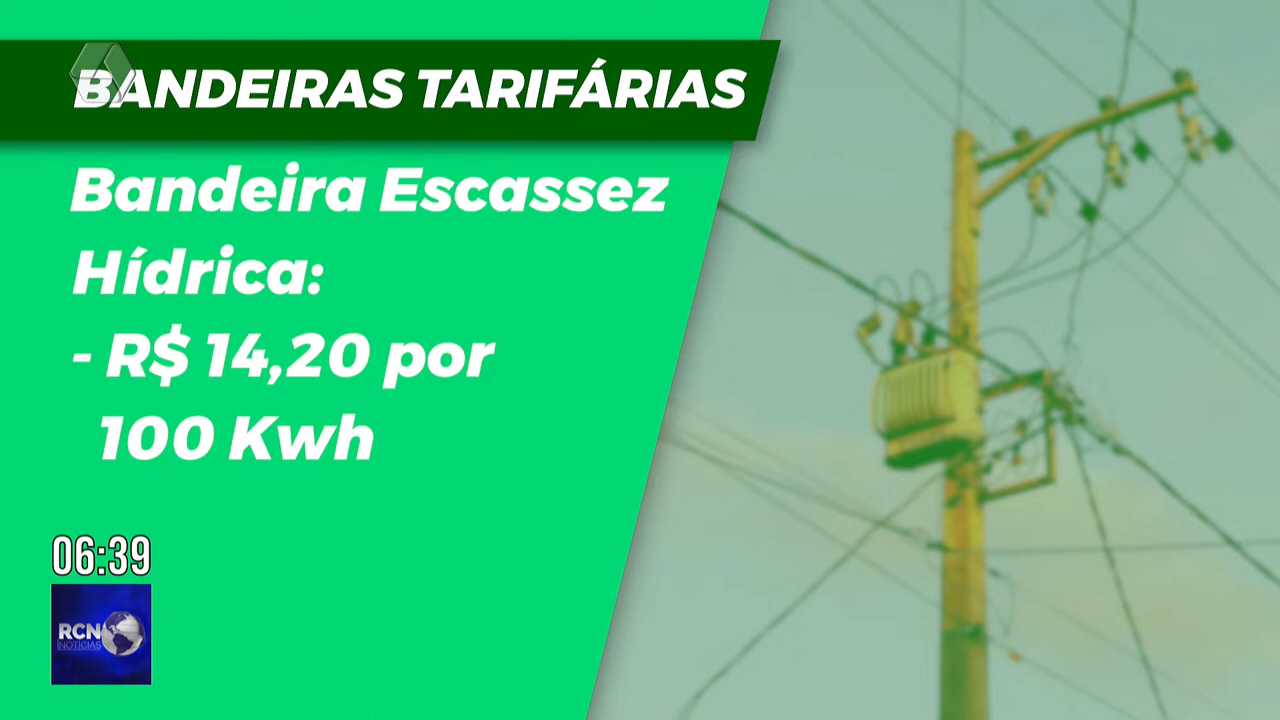 BANDEIRAS TARIFÁRIAS
Bandeira Escassez
Hídrica:
- R$ 14,20 por
100 Kwh
06:39
RCN
NOTÍCIAS